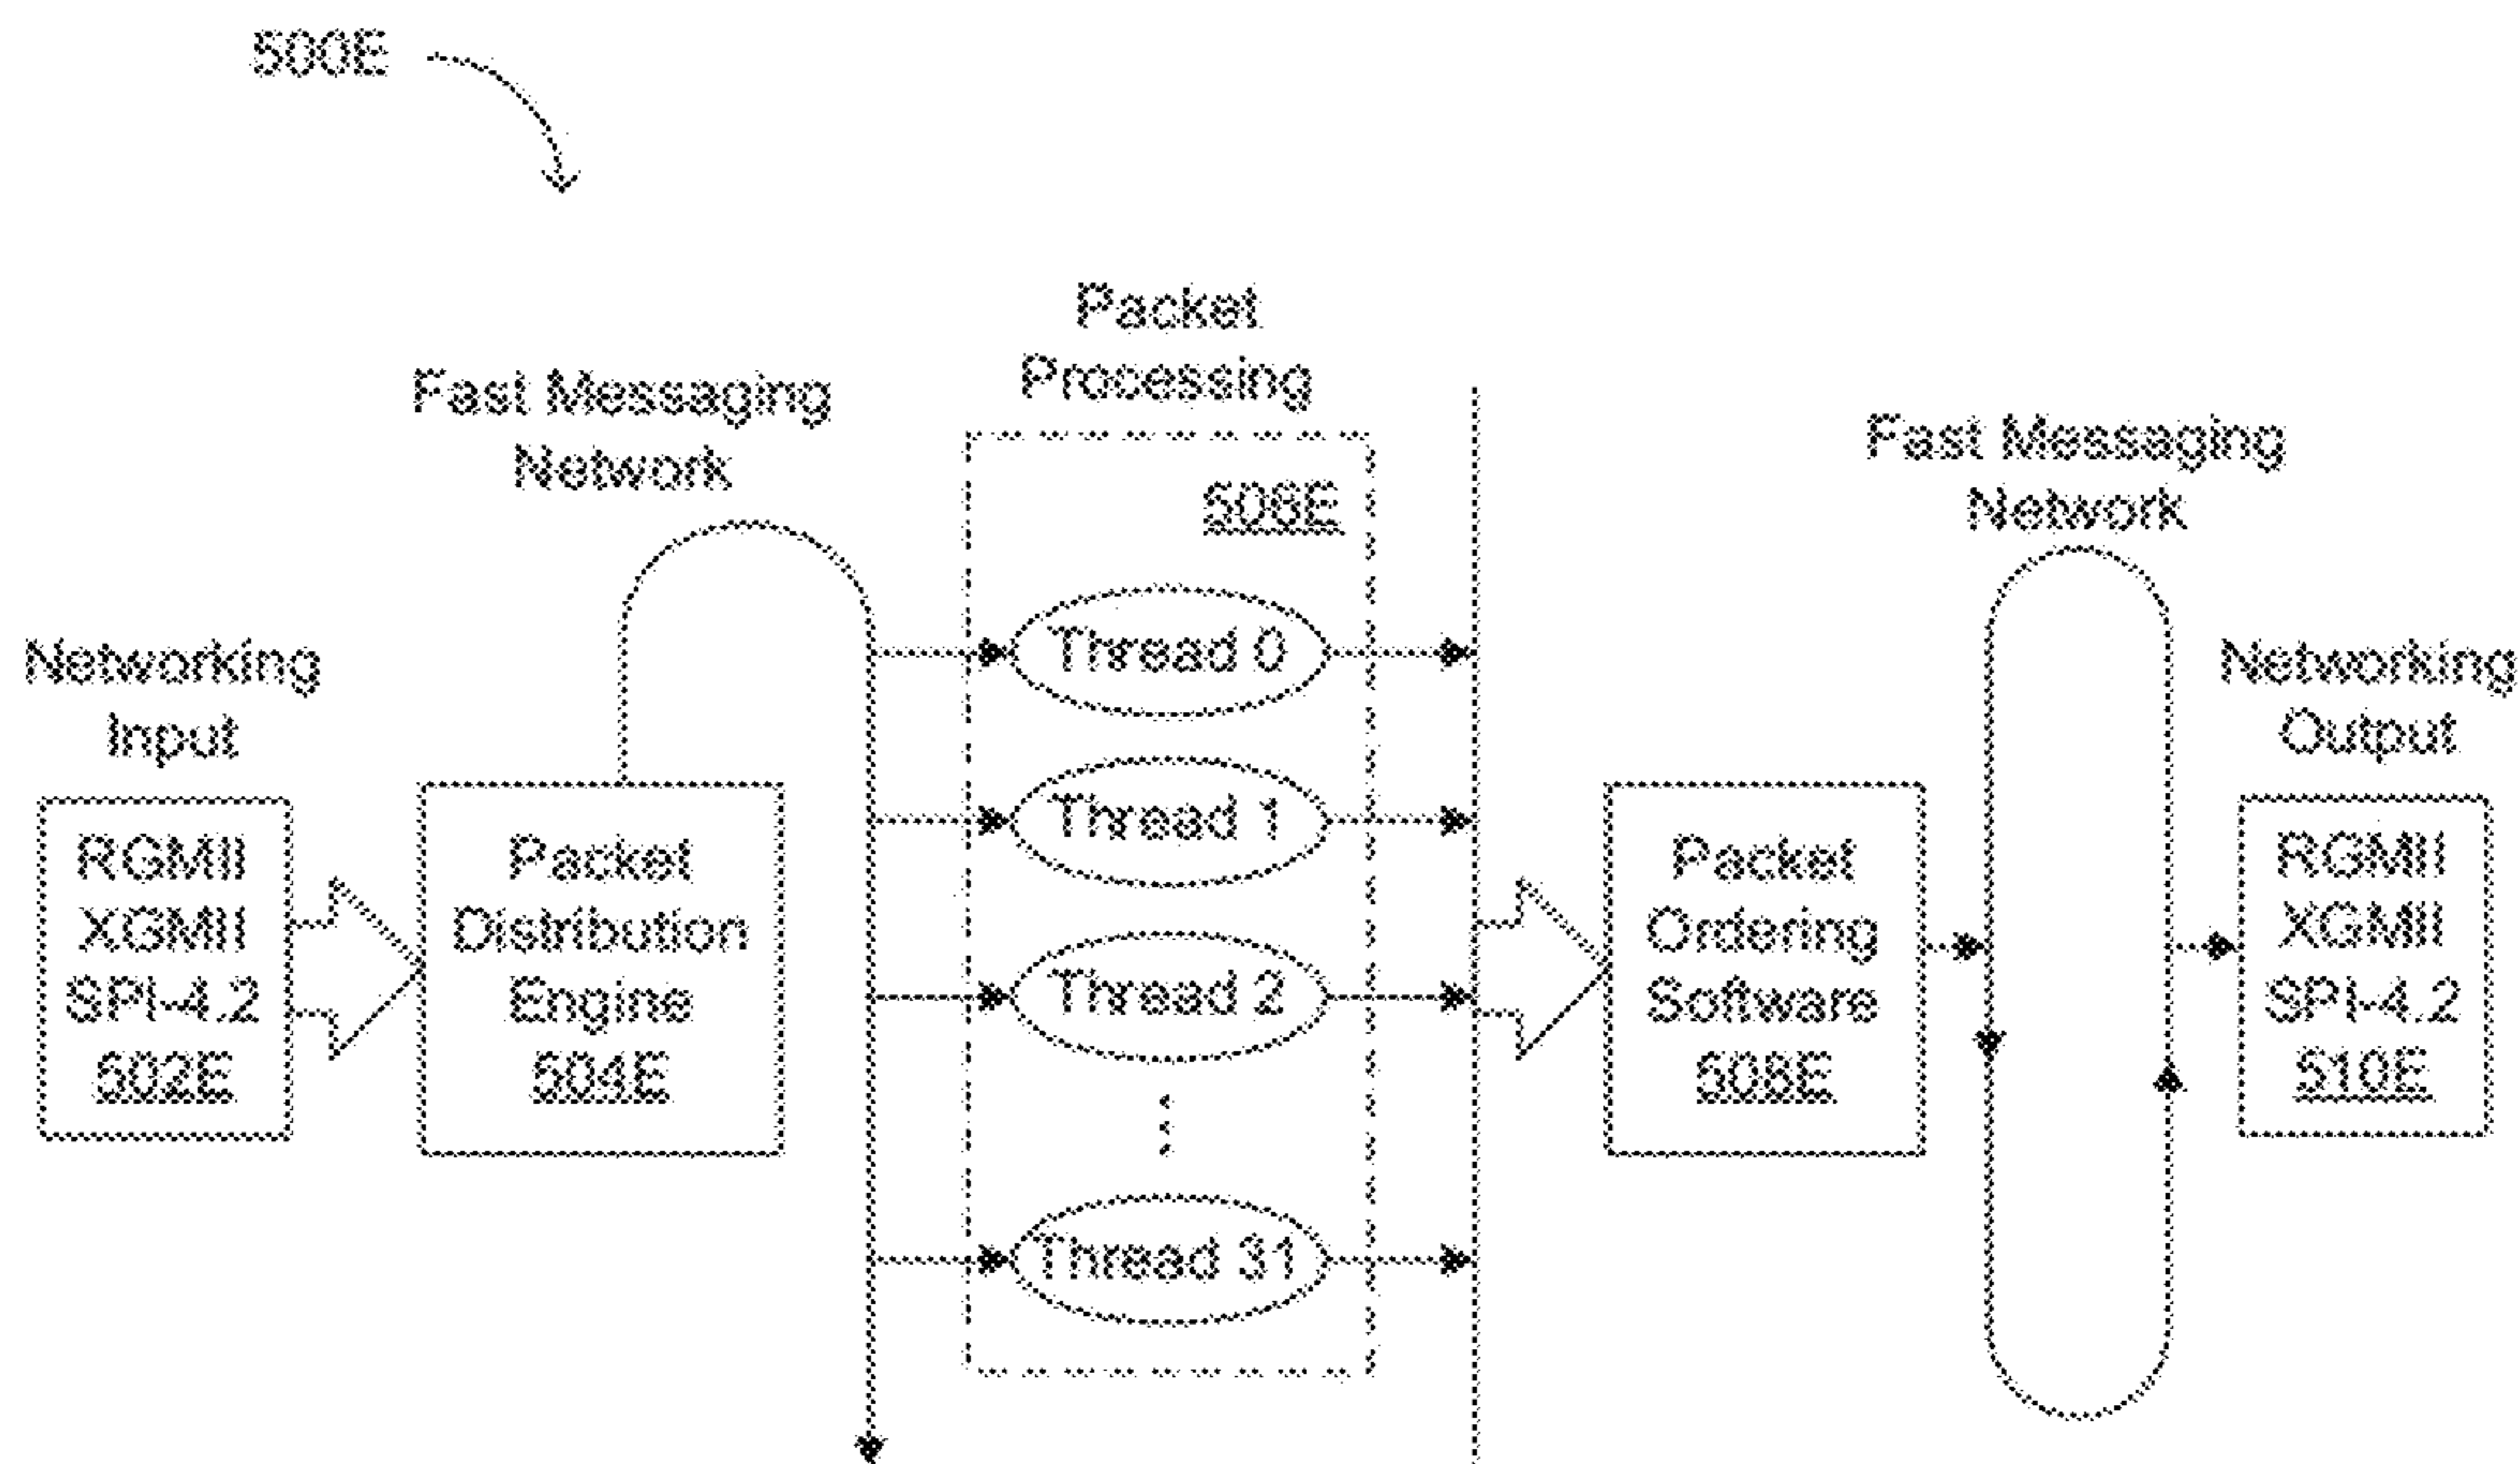 500E
Packet
Processing
Fast Messaging
Network
506E
Fast Messaging
Network
Networking
Input
Networking
Output
Thread 0
Thread 1
Thread 2
Thread 31
RGMII
XGMII
SPI-4.2
502E
Packet
Distribution
Engine
504E
Packet
Ordering
Software
508E
RGMII
XGMII
SPI-4.2
510E